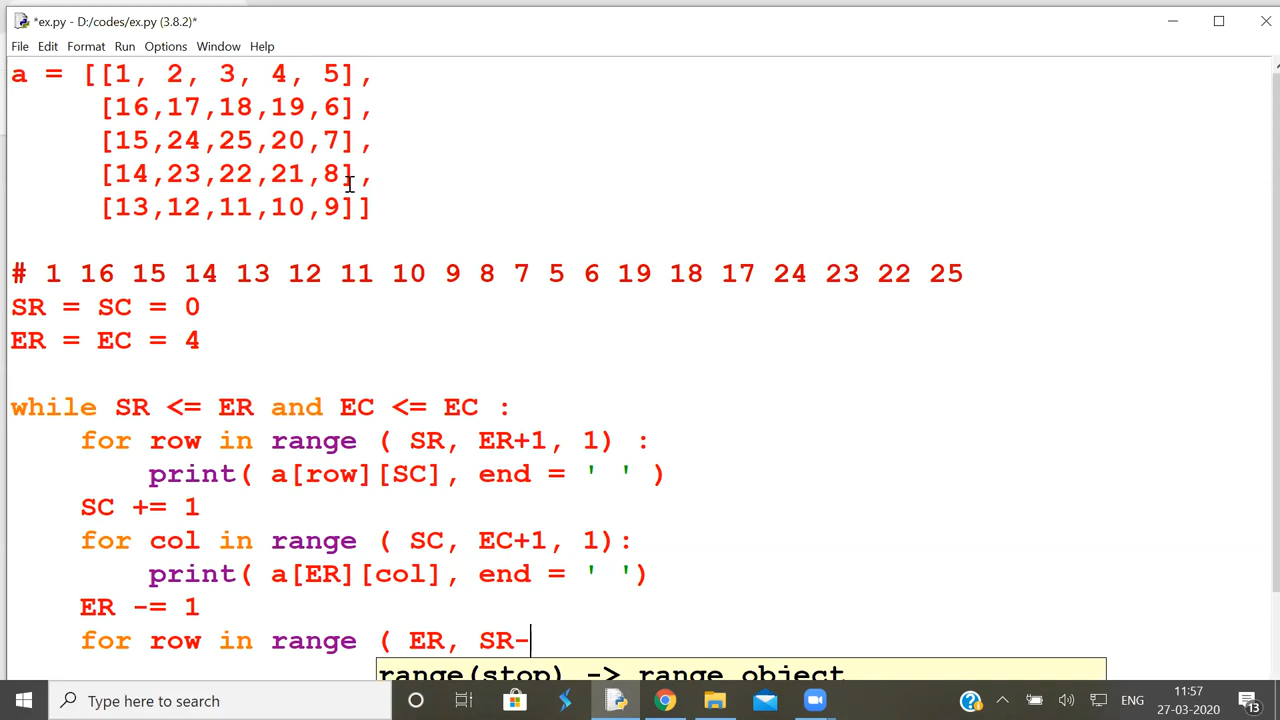 *ex.py - D:/codes/ex.py (3.8.2)*
File Edit Format Run Options Window Help
a = [[1, 2, 3, 4, 5],
[16,17,18,19,6],
[15,24,25,20,7],
[14,23,22,21,8],
[13,12,11,10,9]]
# 1 16 15 14 13 12 11 10 9 8 7 5 6 19 18 17 24 23 22 25
SR = SC = 0
ER = EC = 4
while SR <= ER and EC <= EC :
for row in range ( SR, ER+1, 1) :
print( a[row][SC], end = ' ' )
SC += 1
for col in range ( SC, EC+1, 1):
print( a[ER][col], end = ' ')
ER -= 1
for row in range ( ER, SR-
range(stop) -> range object
Type here to search
ENG
11:57
27-03-2020
13